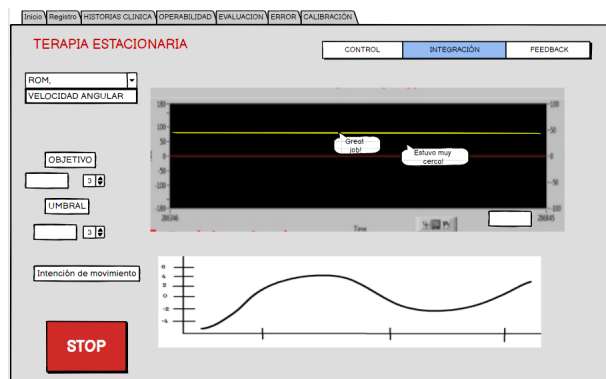 Inicio Registro HISTORIAS CLINICA OPERABILIDAD EVALUACION ERROR CALIBRACIÓN
TERAPIA ESTACIONARIA
CONTROL INTEGRACIÓN FEEDBACK
ROM,
VELOCIDAD ANGULAR
180 100
100 50
50
0 0
-50
-100 -50
-180 -100
286346 286845
Time
Great
job!
Estuvo muy
cerca!
OBJETIVO
3
UMBRAL
3
Intención de movimiento
6
4
2
0
-2
-4
STOP